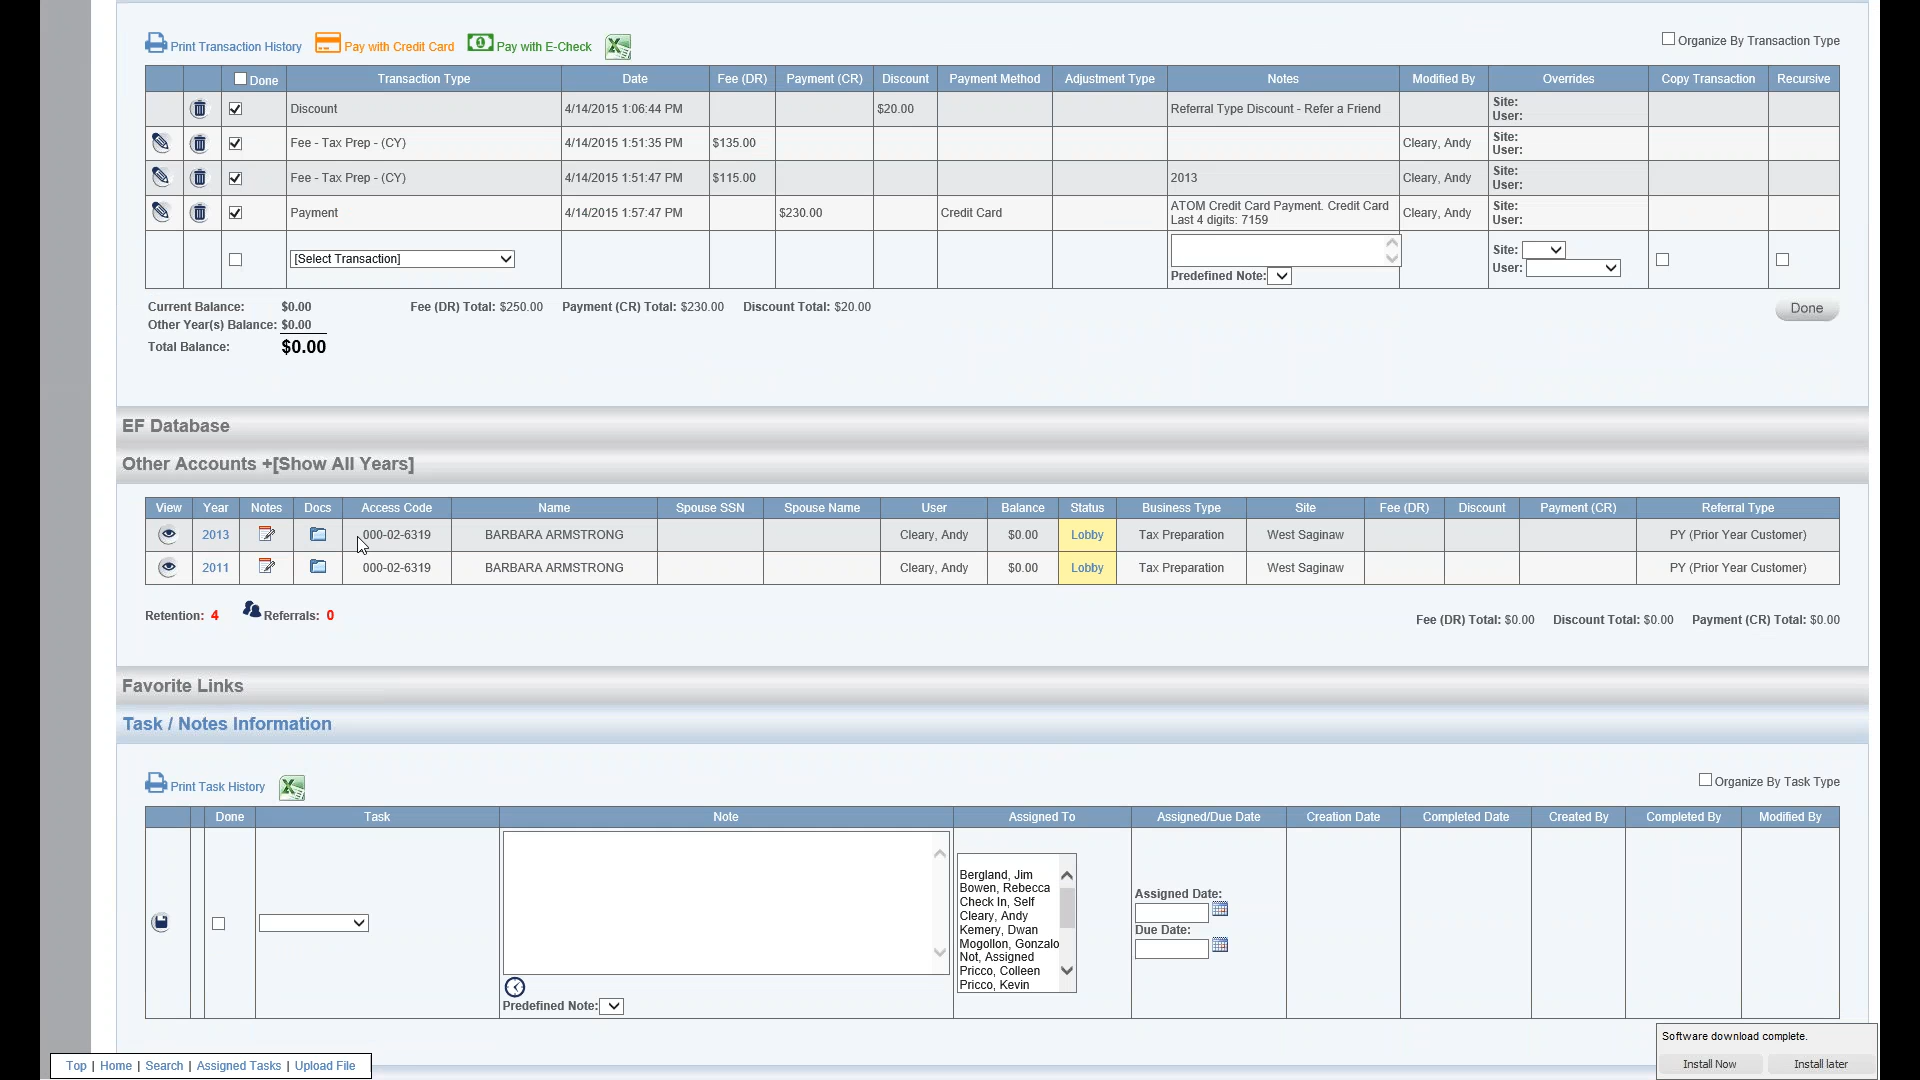 Print Transaction History Pay with Credit Card Pay with E-Check Organize By Transaction Type
Done Transaction Type Date Fee (DR) Payment (CR) Discount Payment Method Adjustment Type Notes Modified By Overrides Copy Transaction Recursive
Discount 4/14/2015 1:06:44 PM $20.00 Referral Type Discount - Refer a Friend Site:
User:
Fee - Tax Prep - (CY) 4/14/2015 1:51:35 PM $135.00 Cleary, Andy Site:
User:
Fee - Tax Prep - (CY) 4/14/2015 1:51:47 PM $115.00 2013 Cleary, Andy Site:
User:
Payment 4/14/2015 1:57:47 PM $230.00 Credit Card ATOM Credit Card Payment. Credit Card Cleary, Andy Site:
Last 4 digits: 7159 User:
[Select Transaction] Site:
Predefined Note: User:
Current Balance: $0.00 Fee (DR) Total: $250.00 Payment (CR) Total: $230.00 Discount Total: $20.00 Done
Other Year(s) Balance: $0.00
Total Balance: $0.00
EF Database
Other Accounts +[Show All Years]
View Year Notes Docs Access Code Name Spouse SSN Spouse Name User Balance Status Business Type Site Fee (DR) Discount Payment (CR) Referral Type
2013 000-02-6319 BARBARA ARMSTRONG Cleary, Andy $0.00 Lobby Tax Preparation West Saginaw PY (Prior Year Customer)
2011 000-02-6319 BARBARA ARMSTRONG Cleary, Andy $0.00 Lobby Tax Preparation West Saginaw PY (Prior Year Customer)
Retention: 4 Referrals: 0 Fee (DR) Total: $0.00 Discount Total: $0.00 Payment (CR) Total: $0.00
Favorite Links
Task / Notes Information
Print Task History Organize By Task Type
Done Task Note Assigned To Assigned/Due Date Creation Date Completed Date Created By Completed By Modified By
Bergland, Jim
Bowen, Rebecca
Check In, Self
Cleary, Andy
Kemery, Dwan
Mogollon, Gonzalo
Not, Assigned
Pricco, Colleen
Pricco, Kevin
Assigned Date:
Due Date:
Predefined Note:
Software download complete.
Install Now Install later
Top | Home | Search | Assigned Tasks | Upload File